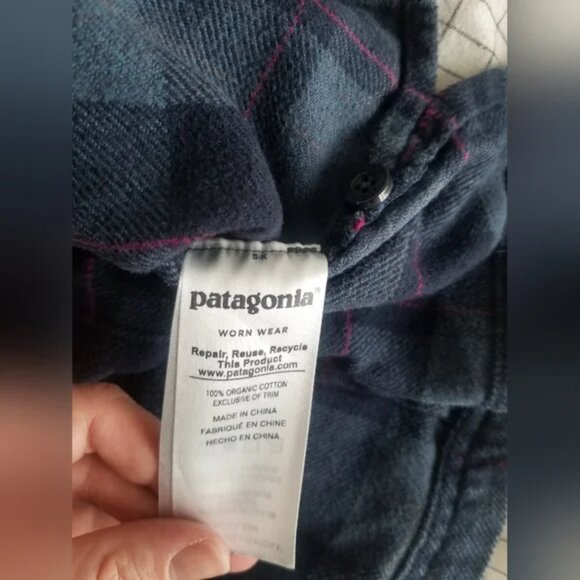 patagonia®
WORN WEAR
Repair, Reuse, Recycle
This Product
www.patagonia.com
100% ORGANIC COTTON
EXCLUSIVE OF TRIM
MADE IN CHINA
FABRIQUÉ EN CHINE
HECHO EN CHINA